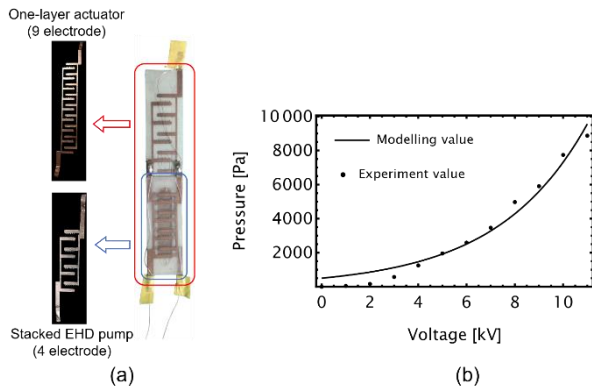 One-layer actuator
(9 electrode)
Stacked EHD pump
(4 electrode)
(a)
10 000
8000
6000
4000
2000
Pressure [Pa]
Modelling value
Experiment value
0
2
4
6
8
10
Voltage [kV]
(b)